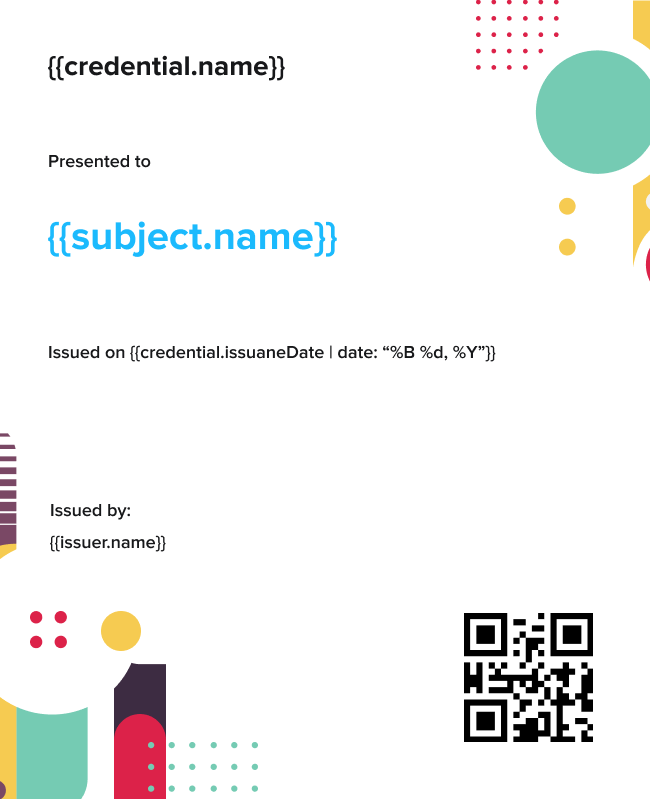 {{credential.name}}
Presented to
{{subject.name}}
Issued on {{credential.issuaneDate | date: “%B %d, %Y”}}
Issued by:
{{issuer.name}}